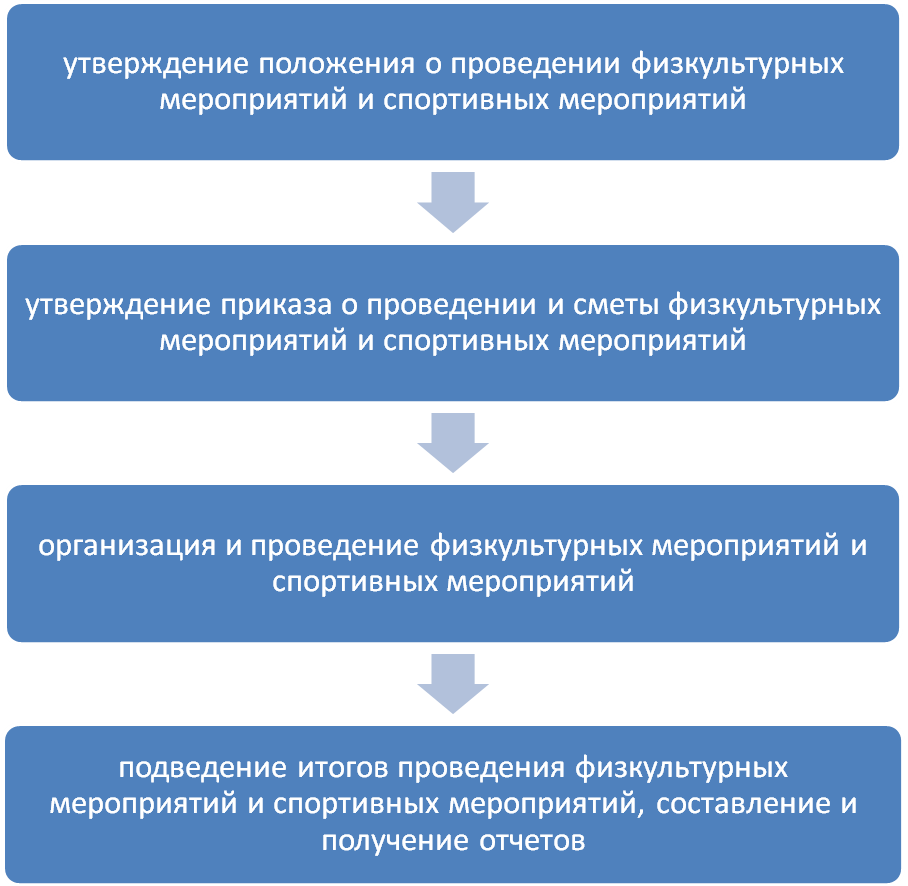 утверждение положения о проведении физкультурных
мероприятий и спортивных мероприятий
утверждение приказа о проведении и сметы физкультурных
мероприятий и спортивных мероприятий
организация и проведение физкультурных мероприятий и
спортивных мероприятий
подведение итогов проведения физкультурных
мероприятий и спортивных мероприятий, составление и
получение отчетов